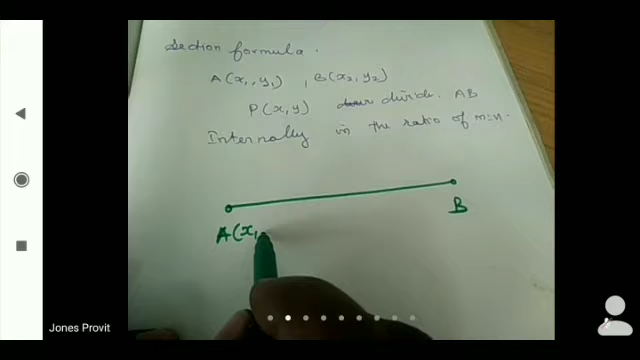 Section formula.
A(x₁, y₁) , B(x₂, y₂)
P(x, y) divide. AB
Internally in the ratio of m:n.
B
A(x₁
Jones Provit